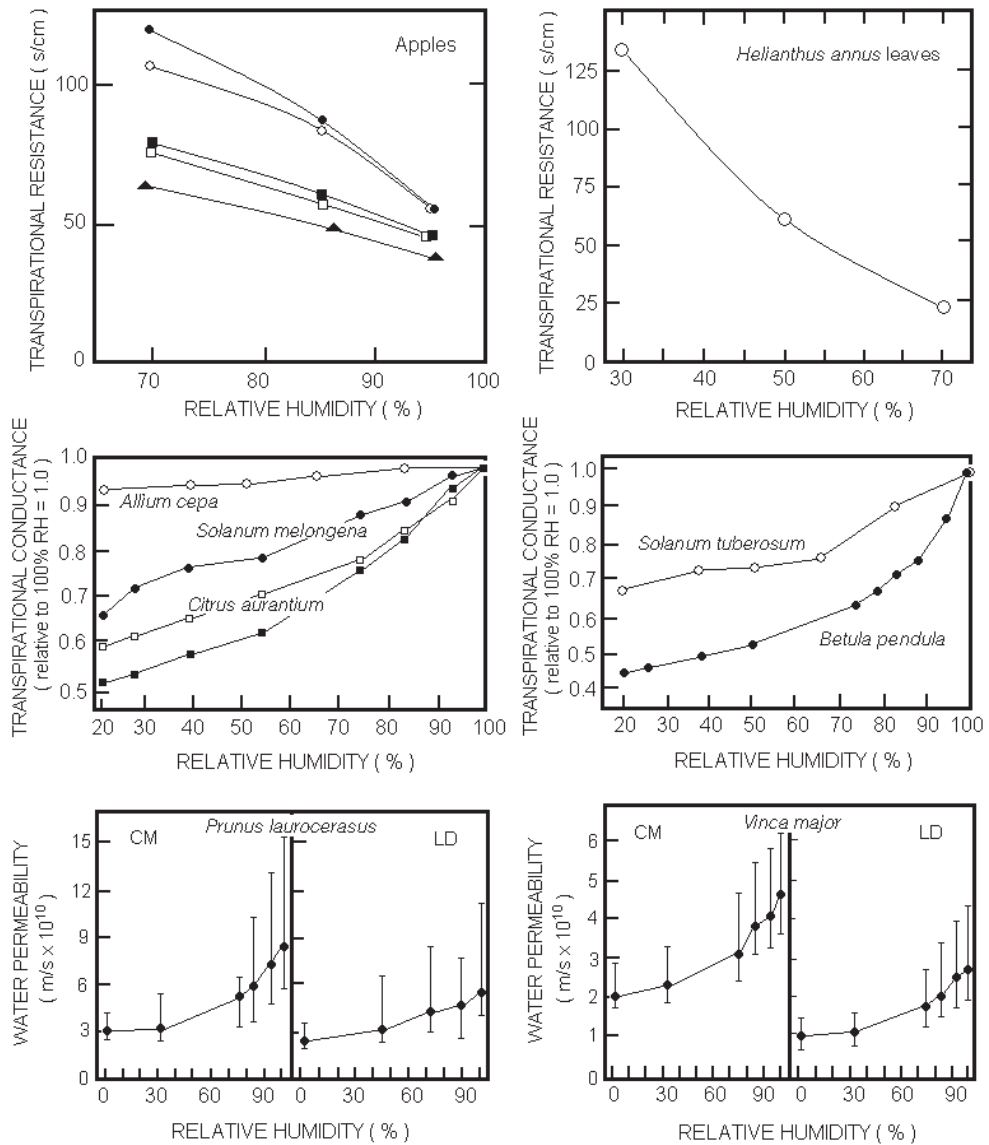 Apples
TRANSPIRATIONAL RESISTANCE ( s/cm )
100
50
0
70 80 90 100
RELATIVE HUMIDITY ( % )
Helianthus annus leaves
TRANSPIRATIONAL RESISTANCE ( s/cm )
125
100
75
50
25
0
30 40 50 60 70
RELATIVE HUMIDITY ( % )
TRANSPIRATIONAL CONDUCTANCE
( relative to 100% RH = 1.0 )
1.0
0.9
0.8
0.7
0.6
0.5
Allium cepa
Solanum melongena
Citrus aurantium
20 30 40 50 60 70 80 90 100
RELATIVE HUMIDITY ( % )
TRANSPIRATIONAL CONDUCTANCE
( relative to 100% RH = 1.0 )
1.0
0.9
0.8
0.7
0.6
0.5
0.4
Solanum tuberosum
Betula pendula
20 30 40 50 60 70 80 90 100
RELATIVE HUMIDITY ( % )
Prunus laurocerasus
CM LD
WATER PERMEABILITY
( m/s x 10¹⁰ )
15
12
9
6
3
0
0 30 60 90 0 30 60 90
RELATIVE HUMIDITY ( % )
Vinca major
CM LD
WATER PERMEABILITY
( m/s x 10¹⁰ )
6
5
4
3
2
1
0
0 30 60 90 0 30 60 90
RELATIVE HUMIDITY ( % )